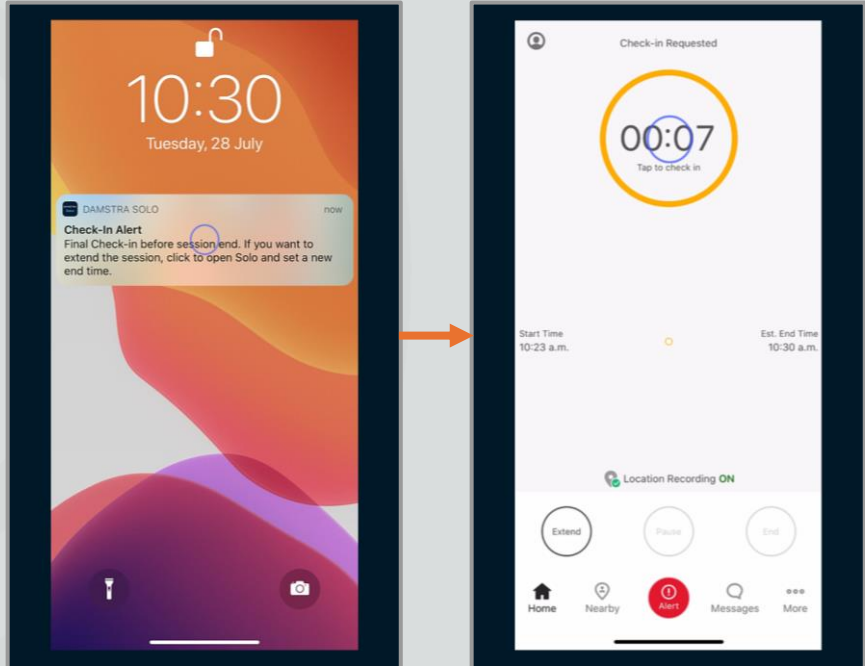 10:30
Tuesday, 28 July
DAMSTRA SOLO
now
Check-In Alert
Final Check-in before session end. If you want to
extend the session, click to open Solo and set a new
end time.
Check-in Requested
00:07
Tap to check in
Start Time
10:23 a.m.
Est. End Time
10:30 a.m.
Location Recording ON
Extend
Pause
End
Home
Nearby
Alert
Messages
More